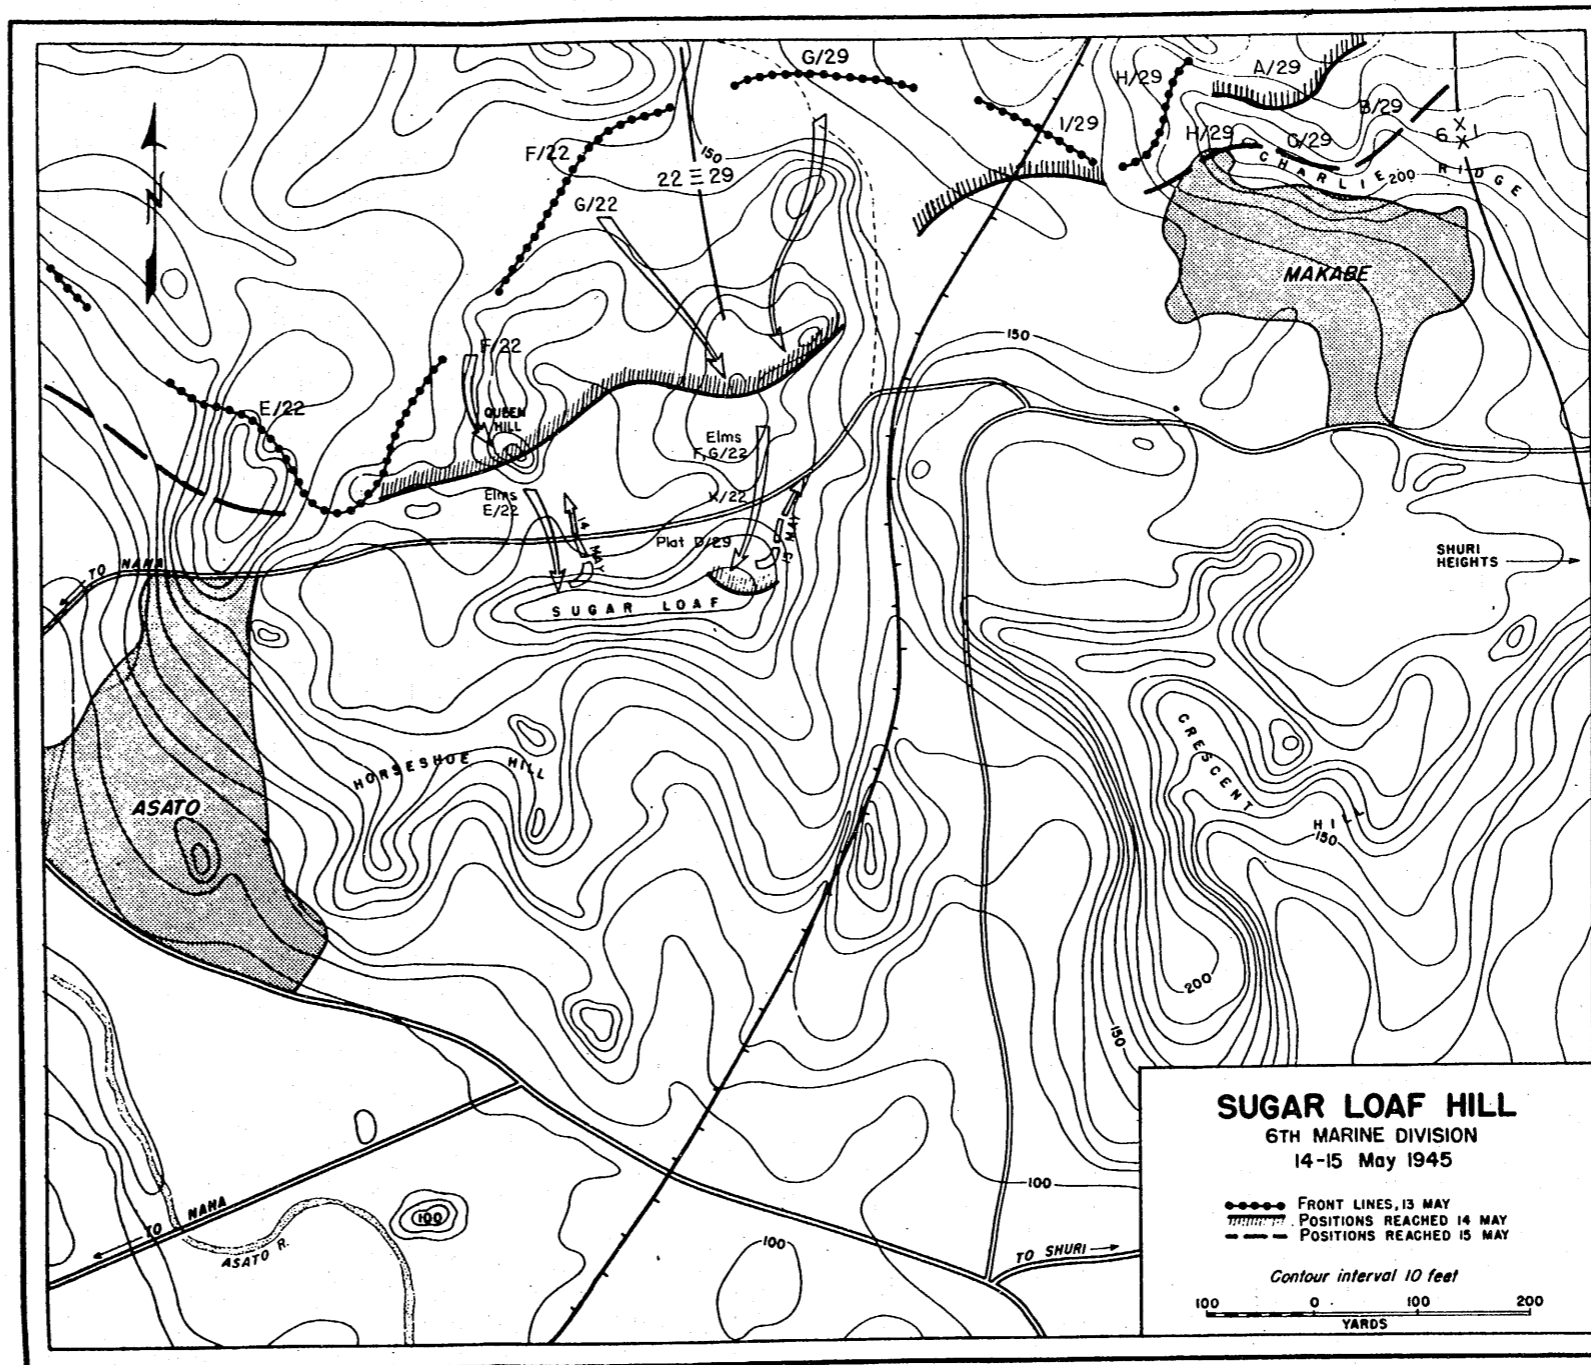 G/29
H/29
A/29
B/29
I/29
H/29
C/29
6 XX 1
F/22
150
22 29
CHARLIE RIDGE
200
N
G/22
MAKABE
150
F/22
E/22
QUEEN
HILL
Elms
F,G/22
Elms
E/22
K/22
14 MAY
15 MAY
Plat D/29
TO NAHA
SHURI
HEIGHTS
SUGAR LOAF
CRESCENT HILL
HORSESHOE HILL
ASATO
150
200
150
100
TO NAHA
100
ASATO R.
100
TO SHURI
SUGAR LOAF HILL
6TH MARINE DIVISION
14-15 May 1945
FRONT LINES, 13 MAY
POSITIONS REACHED 14 MAY
POSITIONS REACHED 15 MAY
Contour interval 10 feet
100 0 100 200
YARDS